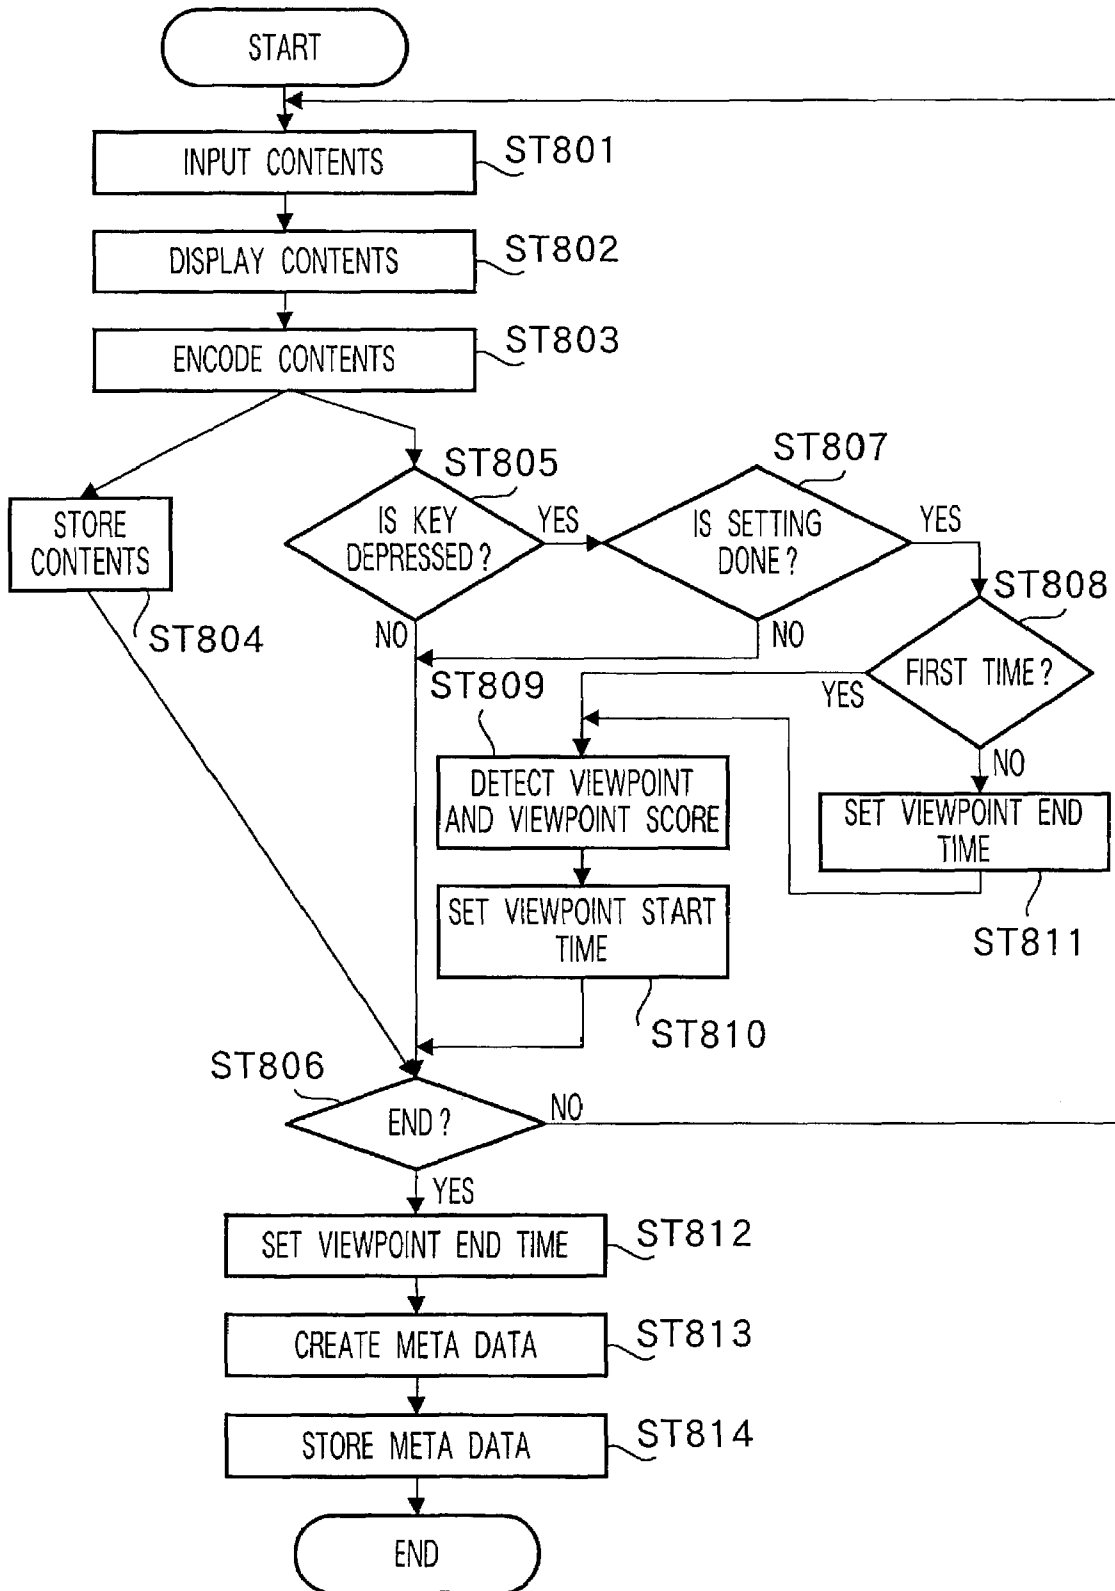 START
INPUT CONTENTS
ST801
DISPLAY CONTENTS
ST802
ENCODE CONTENTS
ST803
STORE
CONTENTS
ST804
IS KEY
DEPRESSED?
ST805
YES
NO
IS SETTING
DONE?
ST807
YES
NO
FIRST TIME?
ST808
YES
NO
ST809
DETECT VIEWPOINT
AND VIEWPOINT SCORE
SET VIEWPOINT END
TIME
ST811
SET VIEWPOINT START
TIME
ST810
ST806
END?
NO
YES
SET VIEWPOINT END TIME
ST812
CREATE META DATA
ST813
STORE META DATA
ST814
END